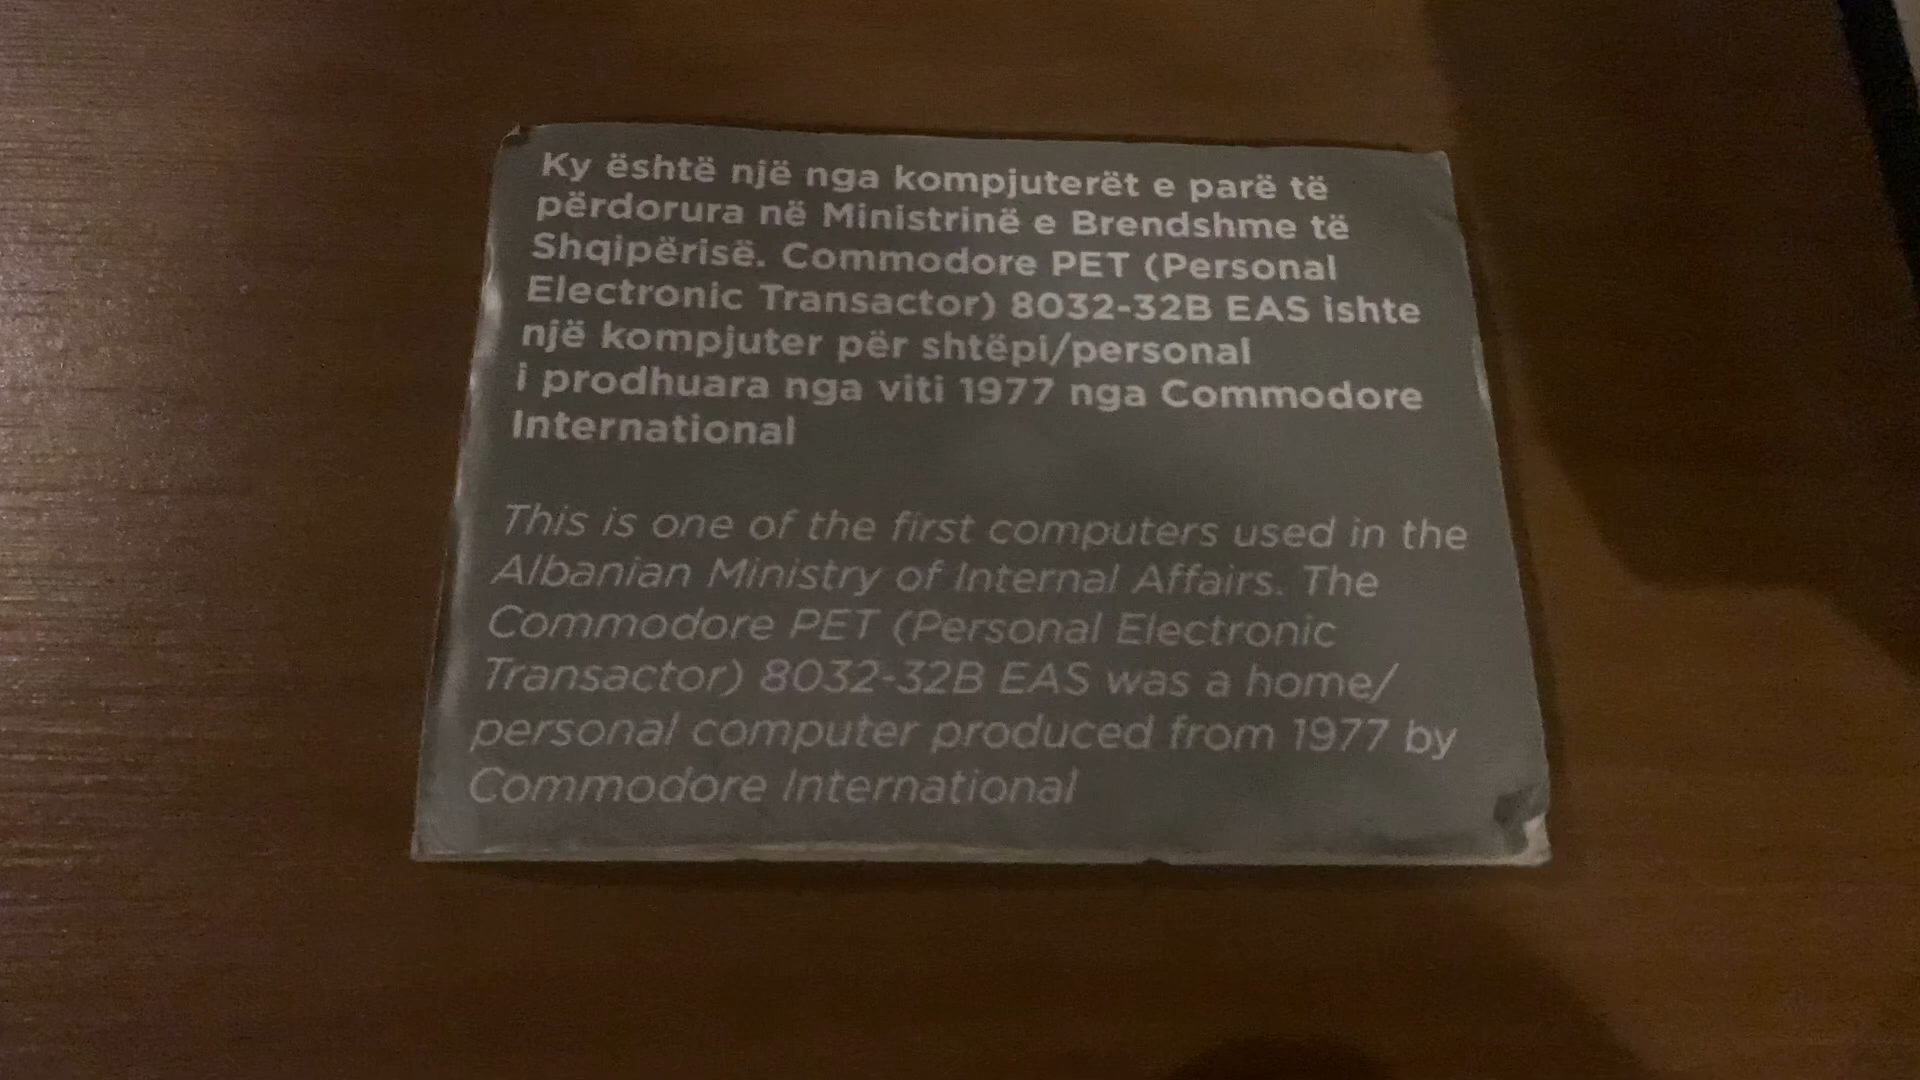 Ky është një nga kompjuterët e parë të
përdorura në Ministrinë e Brendshme të
Shqipërisë. Commodore PET (Personal
Electronic Transactor) 8032-32B EAS ishte
një kompjuter për shtëpi/personal
i prodhuara nga viti 1977 nga Commodore
International
This is one of the first computers used in the
Albanian Ministry of Internal Affairs. The
Commodore PET (Personal Electronic
Transactor) 8032-32B EAS was a home/
personal computer produced from 1977 by
Commodore International